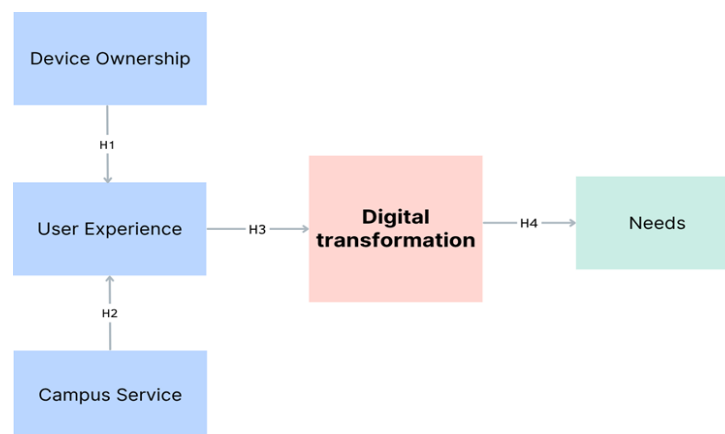 Device Ownership
H1
User Experience
H3
Digital
transformation
H4
Needs
H2
Campus Service